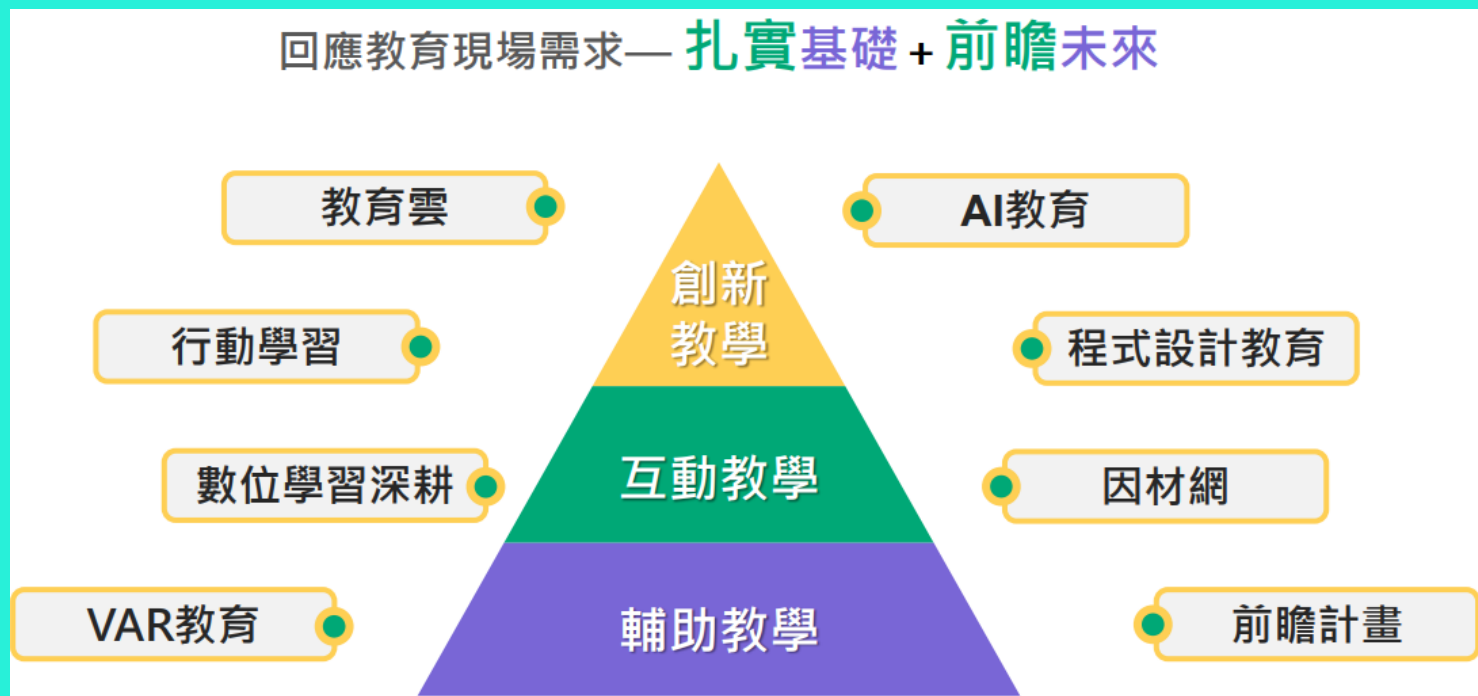 回應教育現場需求— 扎實基礎 + 前瞻未來
教育雲
AI教育
創新
教學
行動學習
程式設計教育
互動教學
數位學習深耕
因材網
VAR教育
輔助教學
前瞻計畫